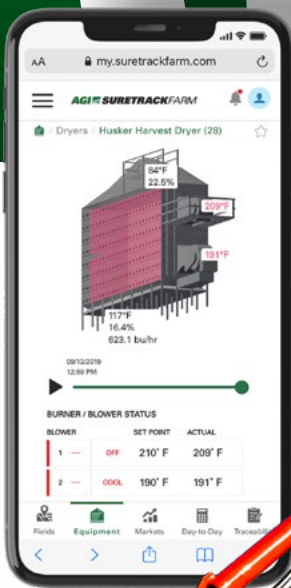 AA my.suretrackfarm.com
AGI SURETRACKFARM
/ Dryers / Husker Harvest Dryer (28)
84°F
22.5%
209°F
191°F
117°F
16.4%
623.1 bu/hr
09/12/2019
12:59 PM
BURNER / BLOWER STATUS
BLOWER SET POINT ACTUAL
1 — OFF 210° F 209° F
2 — COOL 190° F 191° F
Fields Equipment Markets Day-to-Day